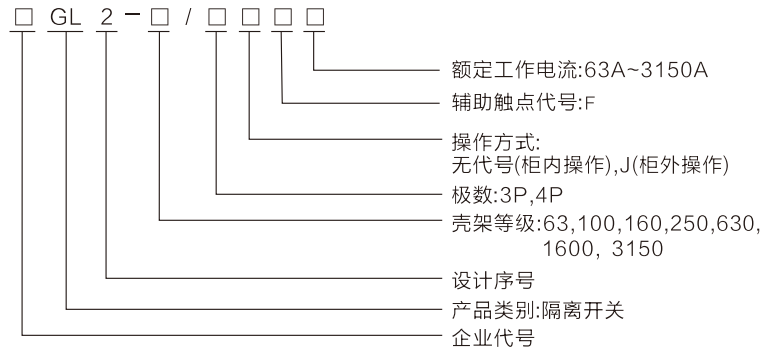 □ GL 2 - □ / □ □ □ □
额定工作电流:63A~3150A
辅助触点代号:F
操作方式:
无代号(柜内操作),J(柜外操作)
极数:3P,4P
壳架等级:63,100,160,250,630,
1600, 3150
设计序号
产品类别:隔离开关
企业代号